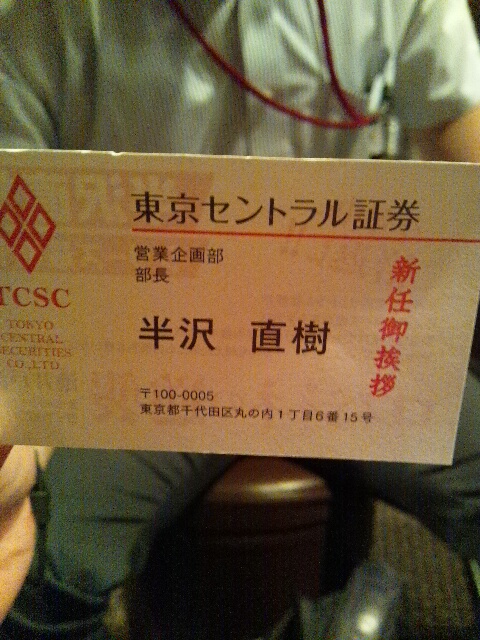 東京セントラル証券
営業企画部
部長
半沢 直樹
新任御挨拶
TCSC
TOKYO
CENTRAL
SECERITIES
CO.,LTD
〒100-0005
東京都千代田区丸の内1丁目6番15号